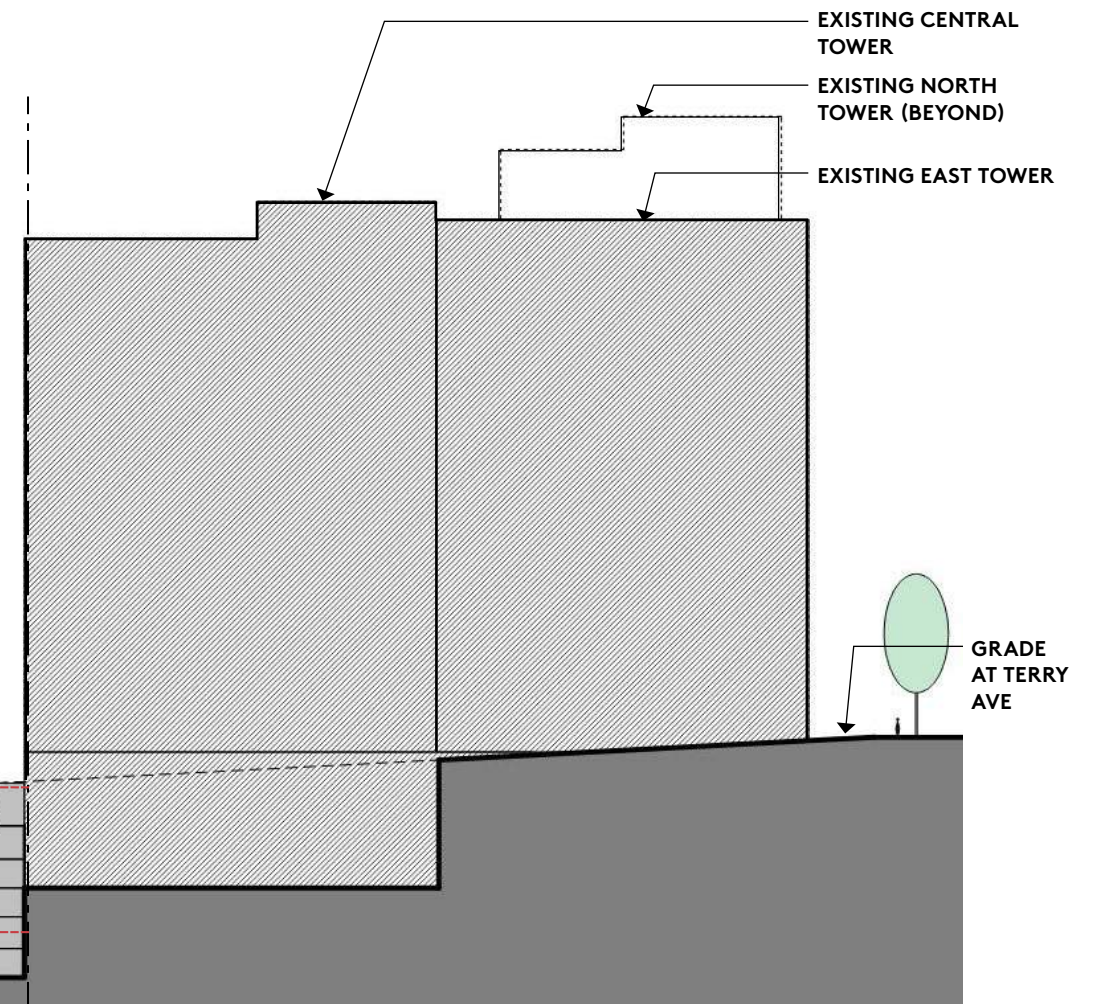 EXISTING CENTRAL
TOWER
EXISTING NORTH
TOWER (BEYOND)
EXISTING EAST TOWER
GRADE
AT TERRY
AVE